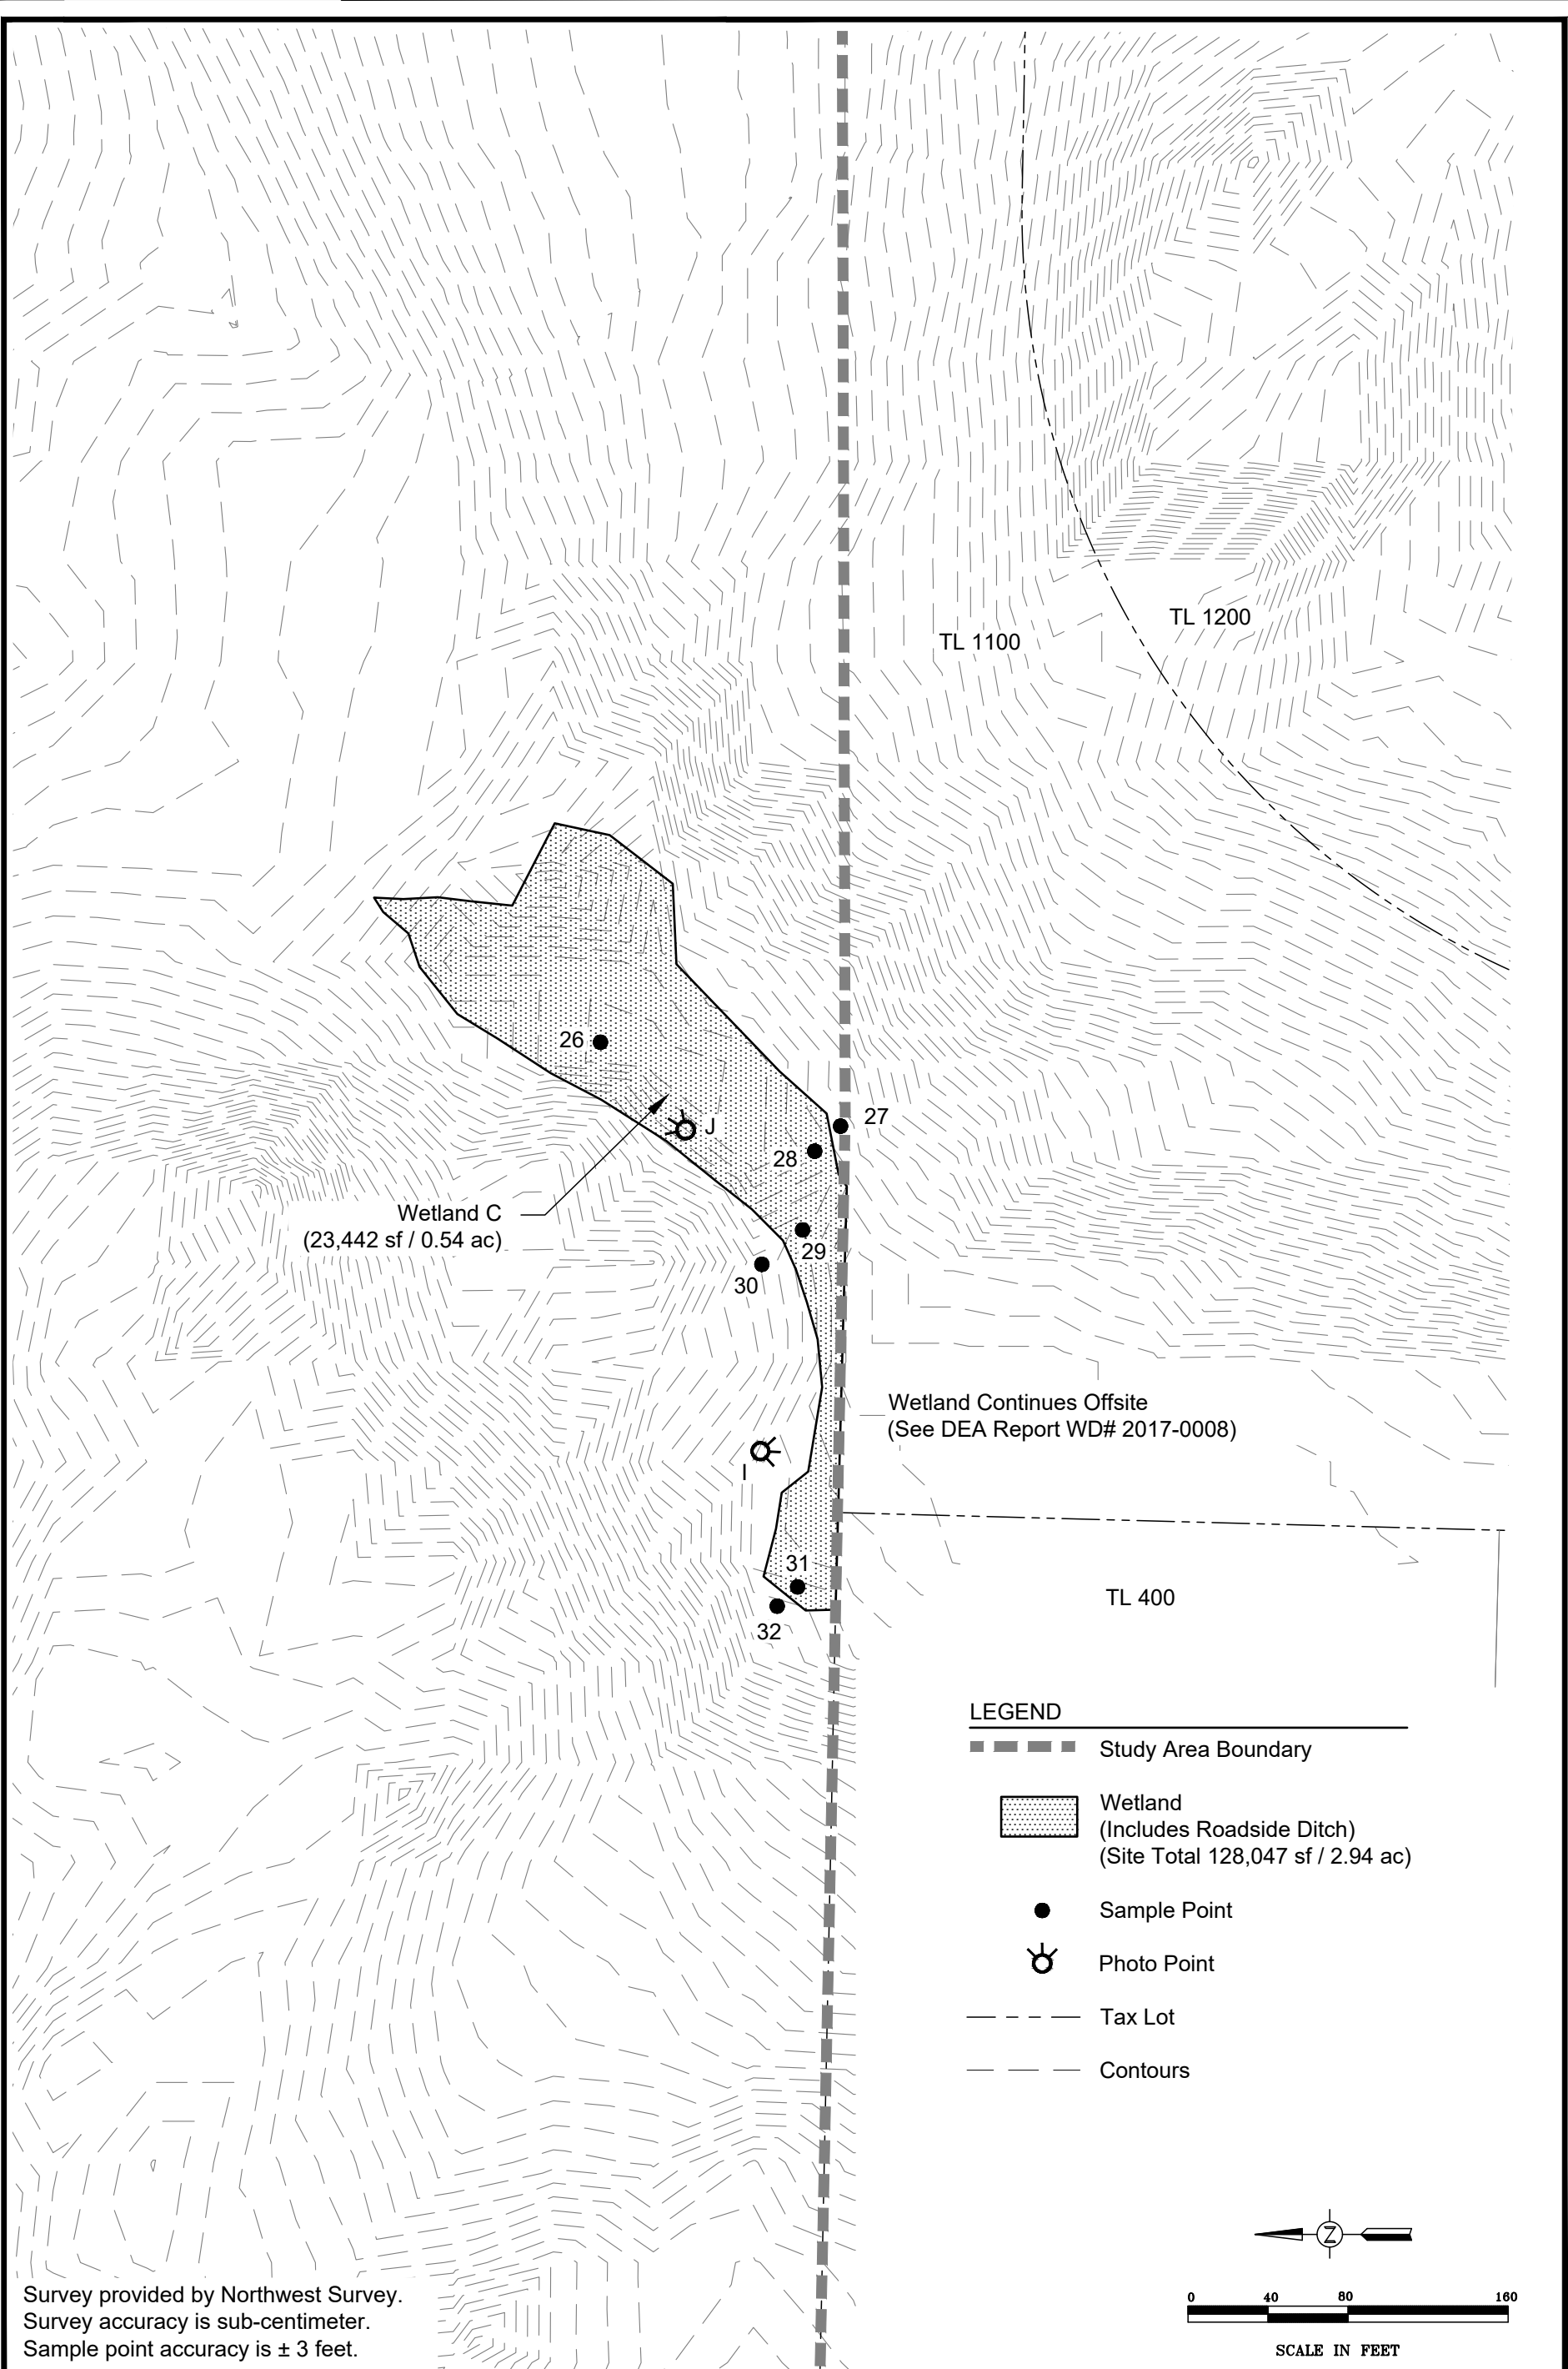 TL 1200
TL 1100
26
27
J
28
Wetland C
(23,442 sf / 0.54 ac)
29
30
Wetland Continues Offsite
(See DEA Report WD# 2017-0008)
I
31
TL 400
32
LEGEND
Study Area Boundary
Wetland
(Includes Roadside Ditch)
(Site Total 128,047 sf / 2.94 ac)
Sample Point
Photo Point
Tax Lot
Contours
Z
Survey provided by Northwest Survey.
Survey accuracy is sub-centimeter.
Sample point accuracy is ± 3 feet.
0 40 80 160
SCALE IN FEET